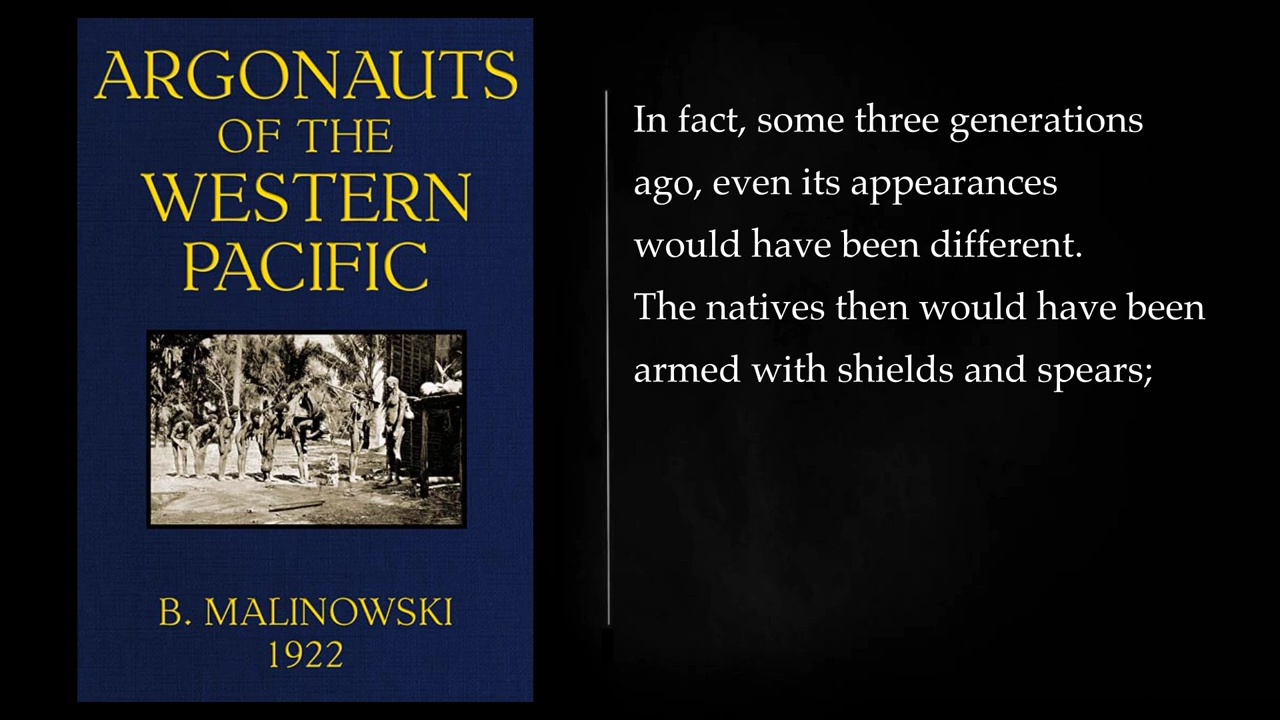 ARGONAUTS
OF THE
WESTERN
PACIFIC
B. MALINOWSKI
1922
In fact, some three generations
ago, even its appearances
would have been different.
The natives then would have been
armed with shields and spears;